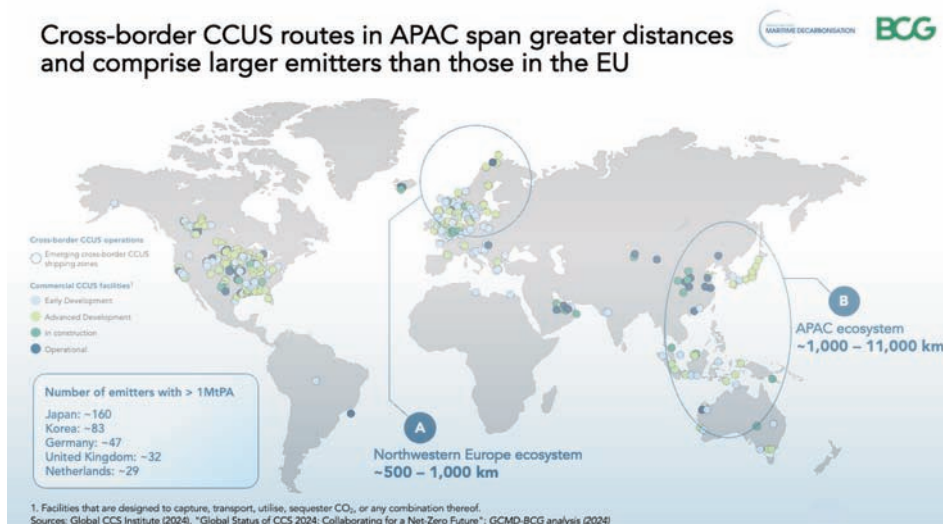 Cross-border CCUS routes in APAC span greater distances
and comprise larger emitters than those in the EU
MARITIME DECARBONISATION
BCG
Cross-border CCUS operations
Emerging cross-border CCUS
shipping zones
Commercial CCUS facilities¹
Early Development
Advanced Development
In construction
Operational
Number of emitters with > 1MtPA
Japan: ~160
Korea: ~83
Germany: ~47
United Kingdom: ~32
Netherlands: ~29
A
Northwestern Europe ecosystem
~500 – 1,000 km
B
APAC ecosystem
~1,000 – 11,000 km
1. Facilities that are designed to capture, transport, utilise, sequester CO₂, or any combination thereof.
Sources: Global CCS Institute (2024), "Global Status of CCS 2024: Collaborating for a Net-Zero Future"; GCMD-BCG analysis (2024)